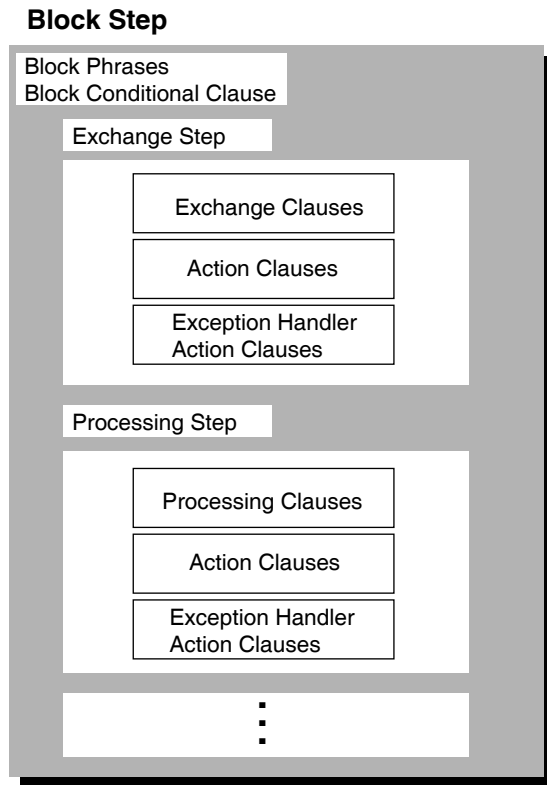 Block Step
Block Phrases
Block Conditional Clause
Exchange Step
Exchange Clauses
Action Clauses
Exception Handler
Action Clauses
Processing Step
Processing Clauses
Action Clauses
Exception Handler
Action Clauses